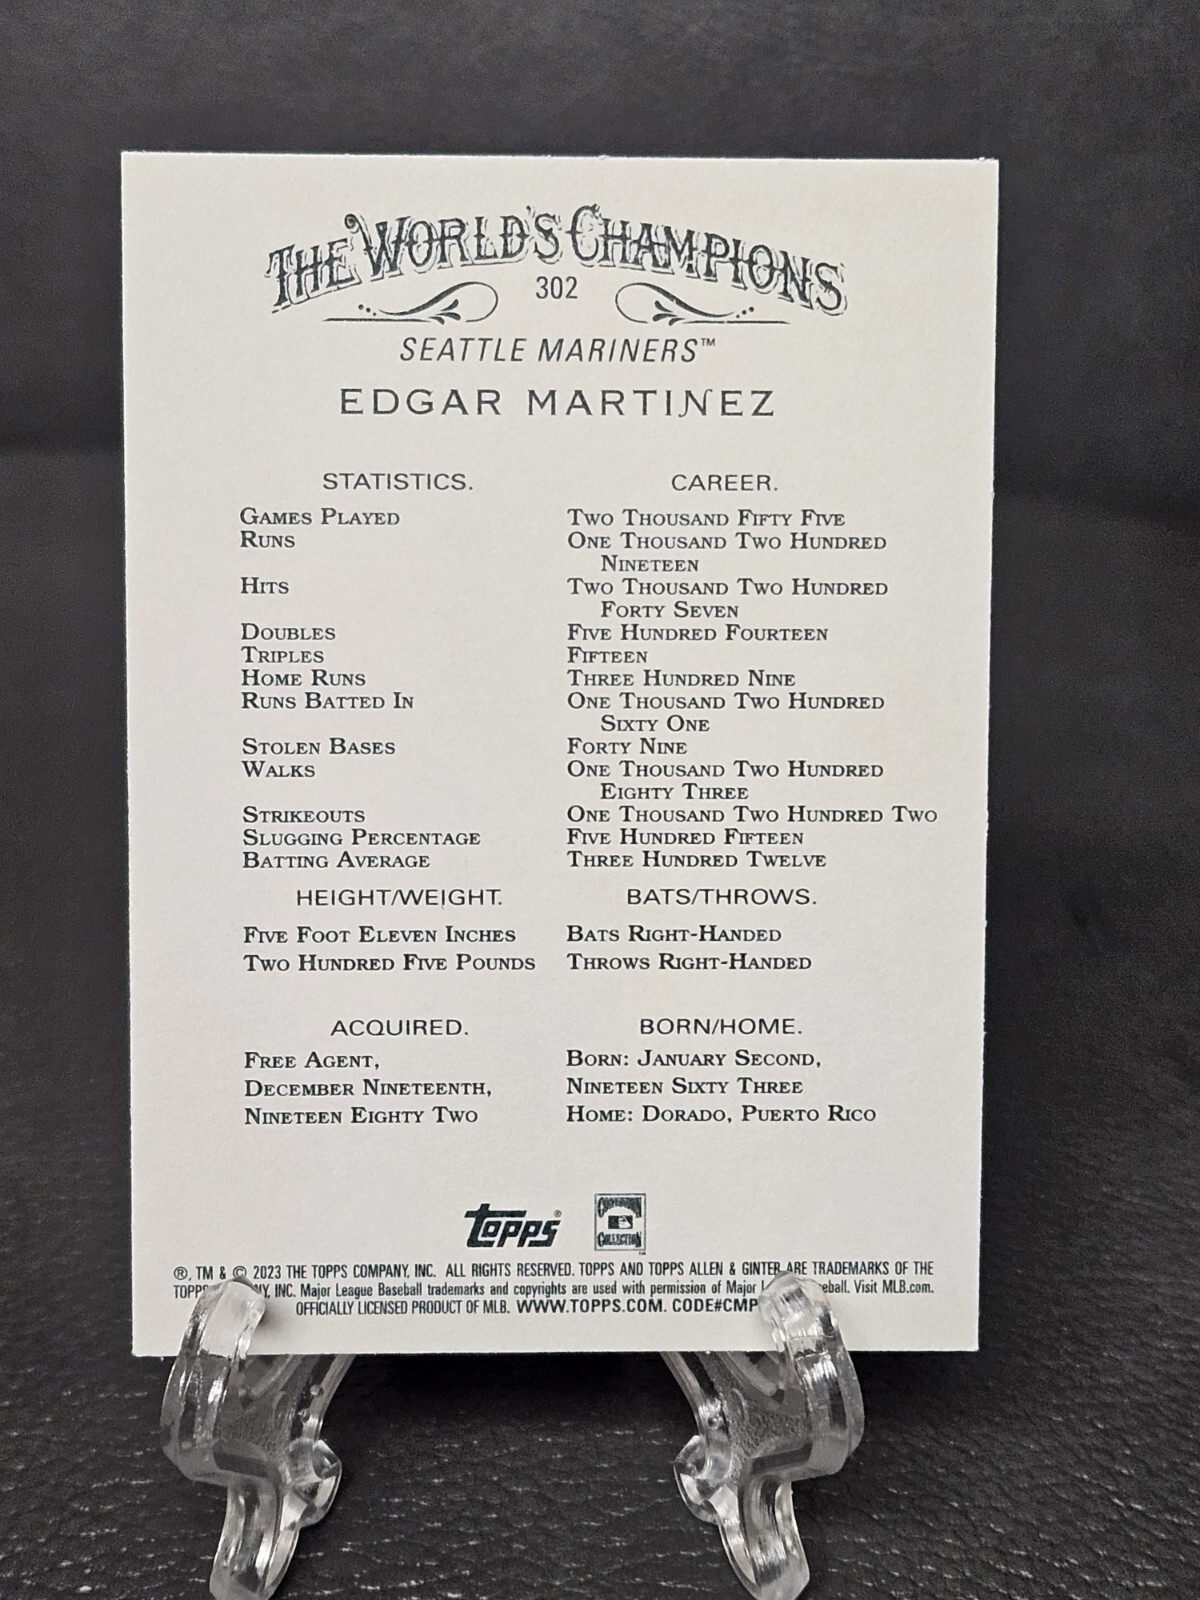 THE WORLD'S CHAMPIONS
302
SEATTLE MARINERS™
EDGAR MARTINEZ
STATISTICS. CAREER.
GAMES PLAYED TWO THOUSAND FIFTY FIVE
RUNS ONE THOUSAND TWO HUNDRED
NINETEEN
HITS TWO THOUSAND TWO HUNDRED
FORTY SEVEN
DOUBLES FIVE HUNDRED FOURTEEN
TRIPLES FIFTEEN
HOME RUNS THREE HUNDRED NINE
RUNS BATTED IN ONE THOUSAND TWO HUNDRED
SIXTY ONE
STOLEN BASES FORTY NINE
WALKS ONE THOUSAND TWO HUNDRED
EIGHTY THREE
STRIKEOUTS ONE THOUSAND TWO HUNDRED TWO
SLUGGING PERCENTAGE FIVE HUNDRED FIFTEEN
BATTING AVERAGE THREE HUNDRED TWELVE
HEIGHT/WEIGHT. BATS/THROWS.
FIVE FOOT ELEVEN INCHES BATS RIGHT-HANDED
TWO HUNDRED FIVE POUNDS THROWS RIGHT-HANDED
ACQUIRED. BORN/HOME.
FREE AGENT, BORN: JANUARY SECOND,
DECEMBER NINETEENTH, NINETEEN SIXTY THREE
NINETEEN EIGHTY TWO HOME: DORADO, PUERTO RICO
Topps® COOPERSTOWN COLLECTION™
®, TM & © 2023 THE TOPPS COMPANY, INC. ALL RIGHTS RESERVED. TOPPS AND TOPPS ALLEN & GINTER ARE TRADEMARKS OF THE
INC. Major League Baseball trademarks and copyrights are used with permission of Major Visit MLB.com.
OFFICIALLY LICENSED PRODUCT OF MLB. WWW.TOPPS.COM. CODE#CMP